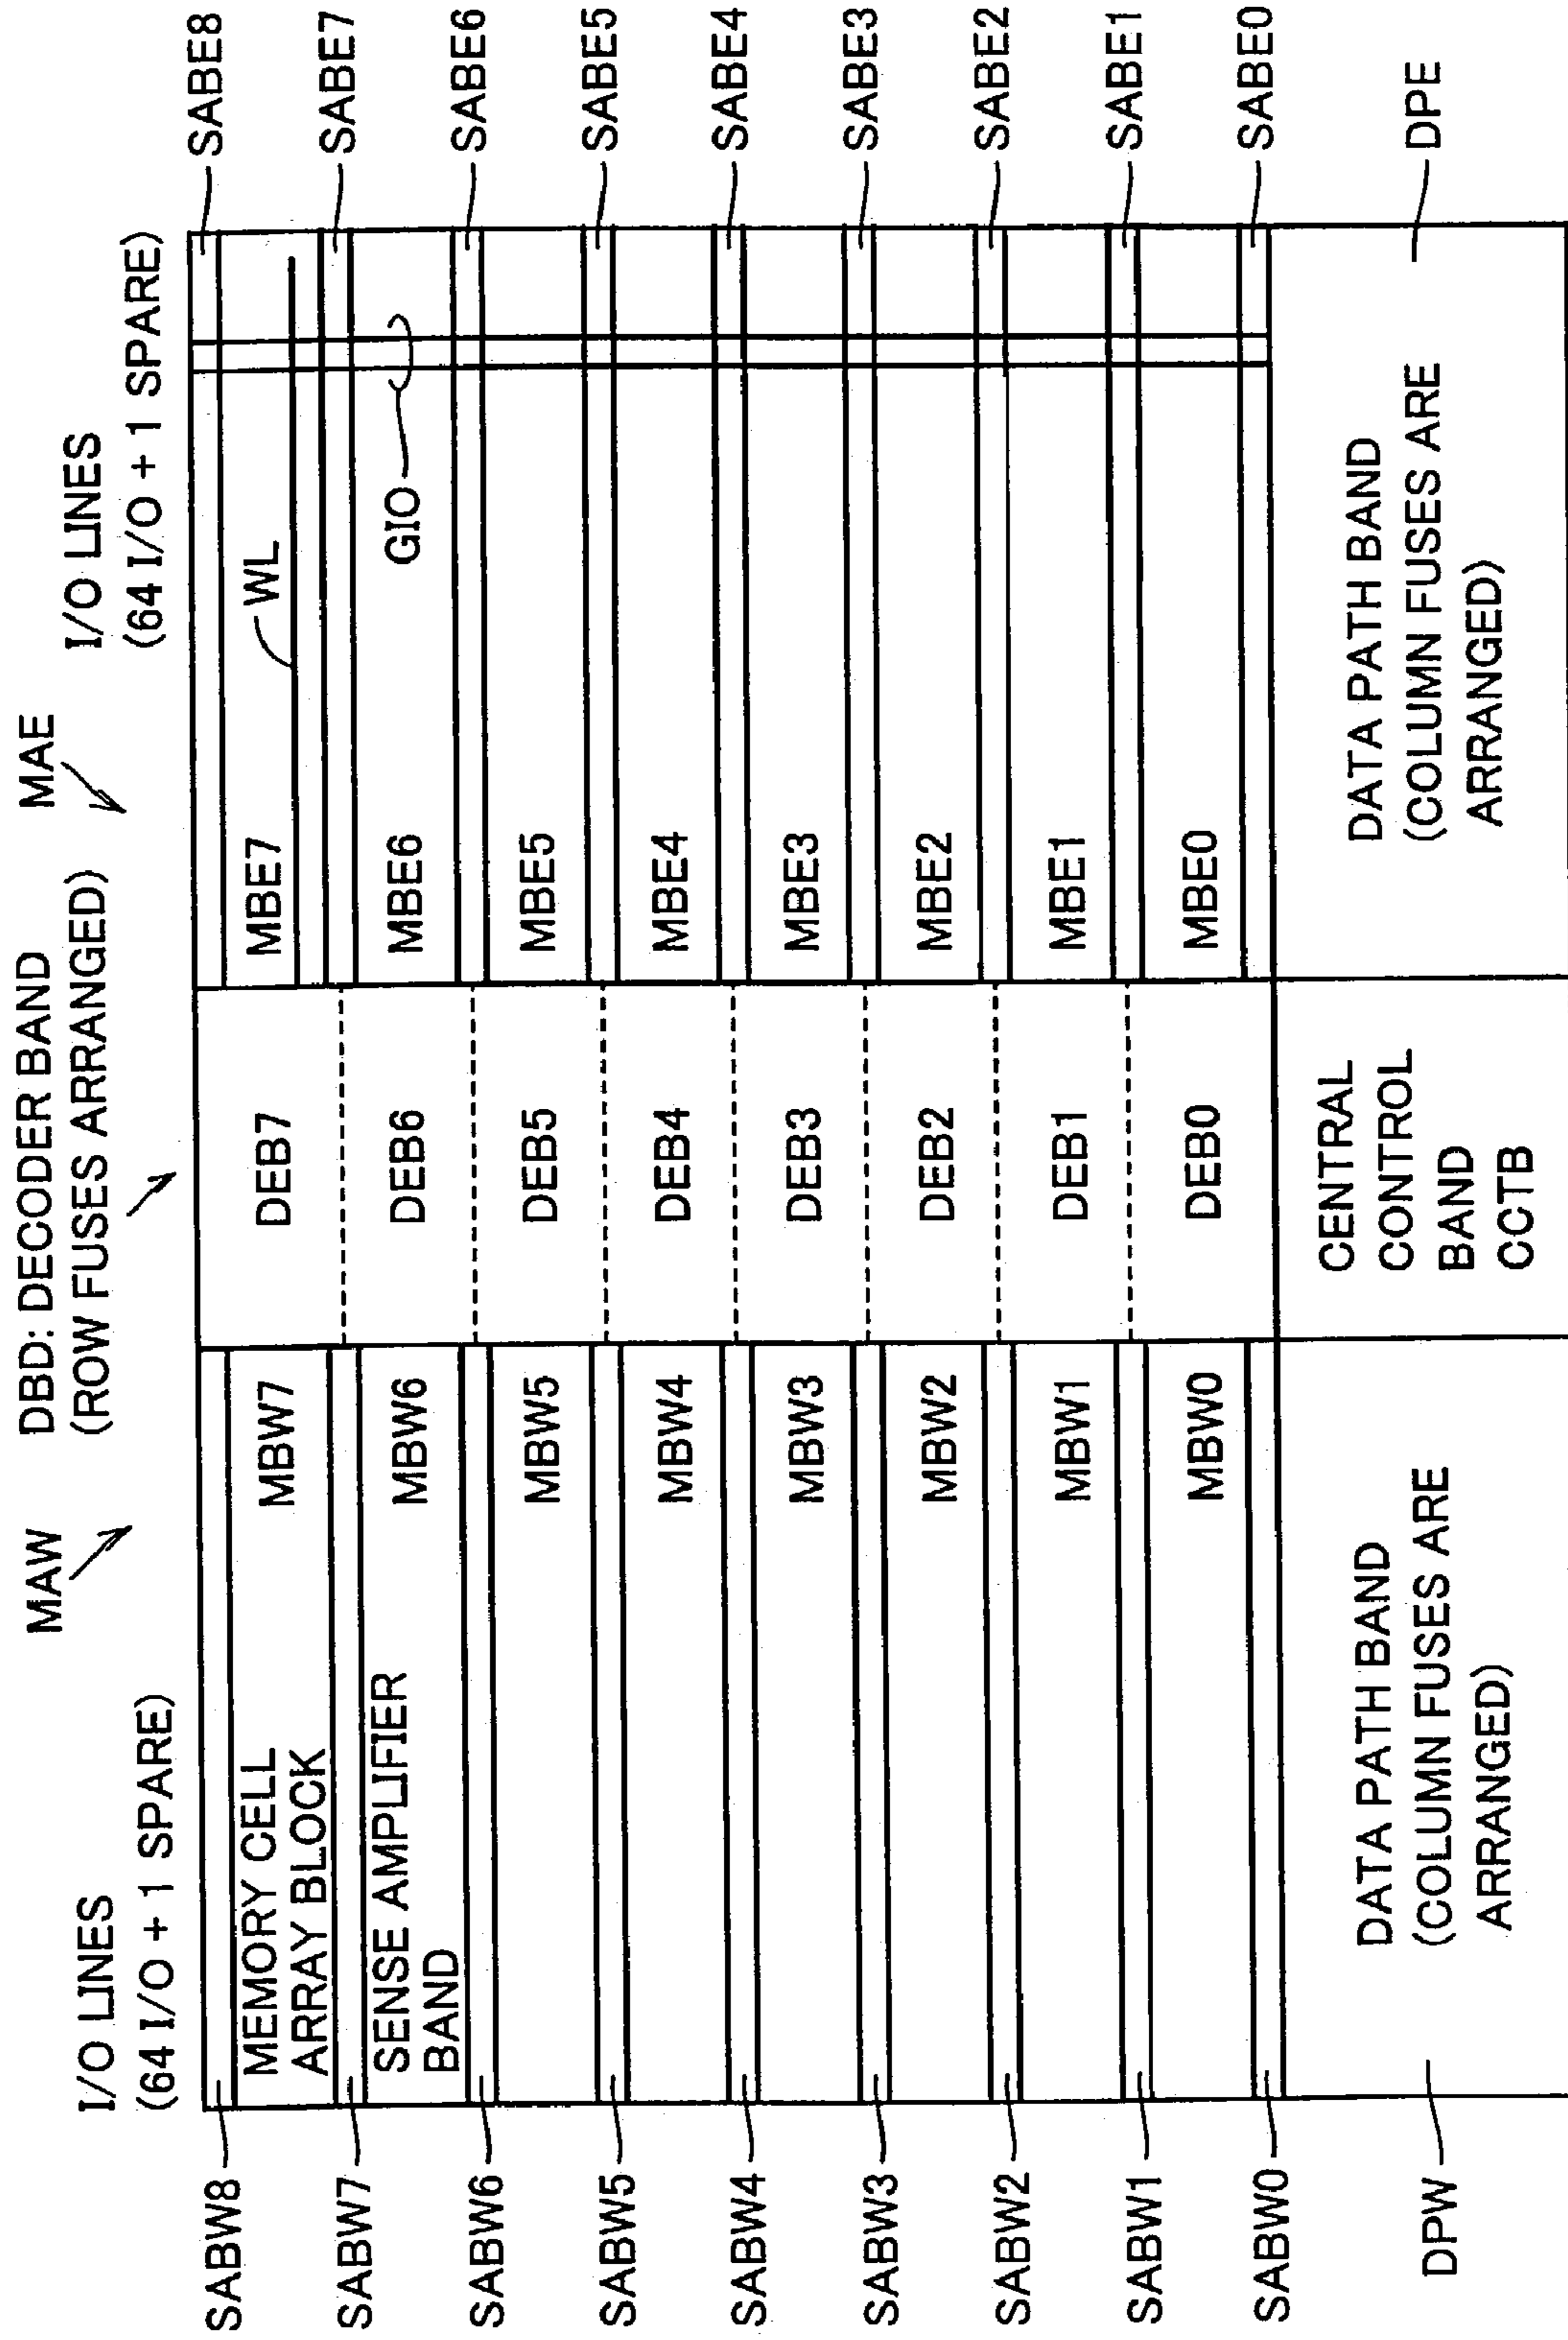 I/O LINES
(64 I/O + 1 SPARE)
MAW
DBD: DECODER BAND
(ROW FUSES ARRANGED)
MAE
I/O LINES
(64 I/O + 1 SPARE)
SABW8
SABW7
SABW6
SABW5
SABW4
SABW3
SABW2
SABW1
SABW0
DPW
MEMORY CELL
ARRAY BLOCK
SENSE AMPLIFIER
BAND
MBW7
MBW6
MBW5
MBW4
MBW3
MBW2
MBW1
MBW0
DATA PATH BAND
(COLUMN FUSES ARE
ARRANGED)
DEB7
DEB6
DEB5
DEB4
DEB3
DEB2
DEB1
DEB0
CENTRAL
CONTROL
BAND
CCTB
MBE7
MBE6
MBE5
MBE4
MBE3
MBE2
MBE1
MBE0
WL
GIO
DATA PATH BAND
(COLUMN FUSES ARE
ARRANGED)
SABE8
SABE7
SABE6
SABE5
SABE4
SABE3
SABE2
SABE1
SABE0
DPE